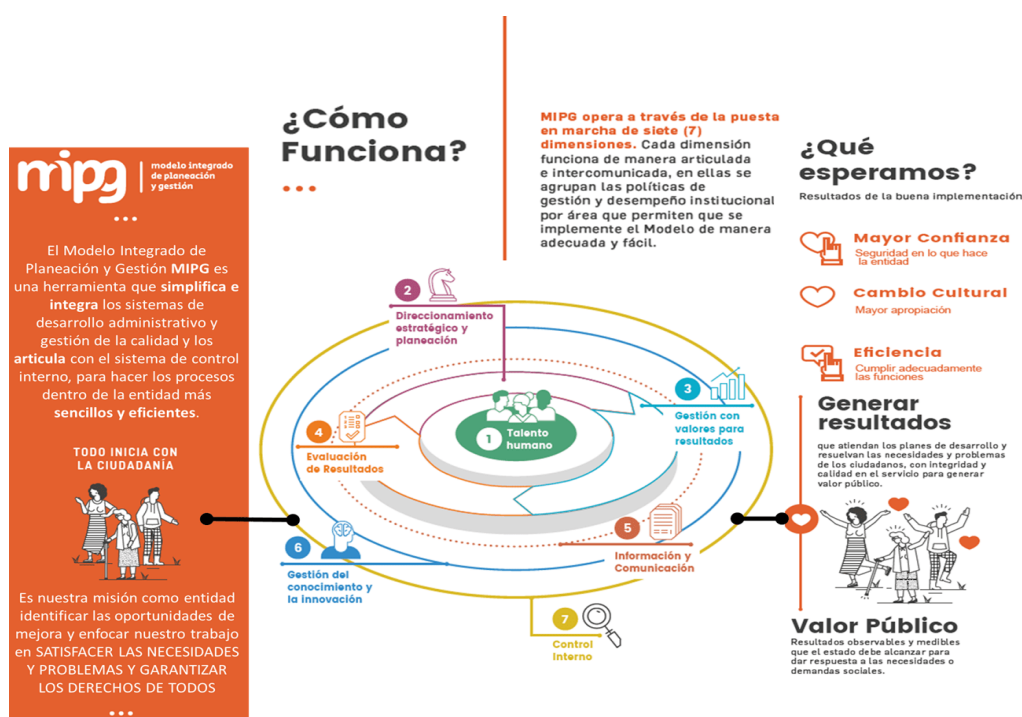 mipg
modelo integrado
de planeación
y gestión
El Modelo Integrado de
Planeación y Gestión MIPG es
una herramienta que simplifica e
integra los sistemas de
desarrollo administrativo y
gestión de la calidad y los
articula con el sistema de control
interno, para hacer los procesos
dentro de la entidad más
sencillos y eficientes.
TODO INICIA CON
LA CIUDADANÍA
Es nuestra misión como entidad
identificar las oportunidades de
mejora y enfocar nuestro trabajo
en SATISFACER LAS NECESIDADES
Y PROBLEMAS Y GARANTIZAR
LOS DERECHOS DE TODOS
¿Cómo
Funciona?
MIPG opera a través de la puesta
en marcha de siete (7)
dimensiones. Cada dimensión
funciona de manera articulada
e intercomunicada, en ellas se
agrupan las políticas de
gestión y desempeño institucional
por área que permiten que se
implemente el Modelo de manera
adecuada y fácil.
2
Direccionamiento
estratégico y
planeación
3
Gestión con
valores para
resultados
1
Talento
humano
4
Evaluación
de Resultados
5
Información y
Comunicación
6
Gestión del
conocimiento y
la innovación
7
Control
Interno
¿Qué
esperamos?
Resultados de la buena implementación
Mayor Confianza
Seguridad en lo que hace
la entidad
Cambio Cultural
Mayor apropiación
Eficiencia
Cumplir adecuadamente
las funciones
Generar
resultados
que atiendan los planes de desarrollo y
resuelvan las necesidades y problemas
de los ciudadanos, con integridad y
calidad en el servicio para generar
valor público.
Valor Público
Resultados observables y medibles
que el estado debe alcanzar para
dar respuesta a las necesidades o
demandas sociales.